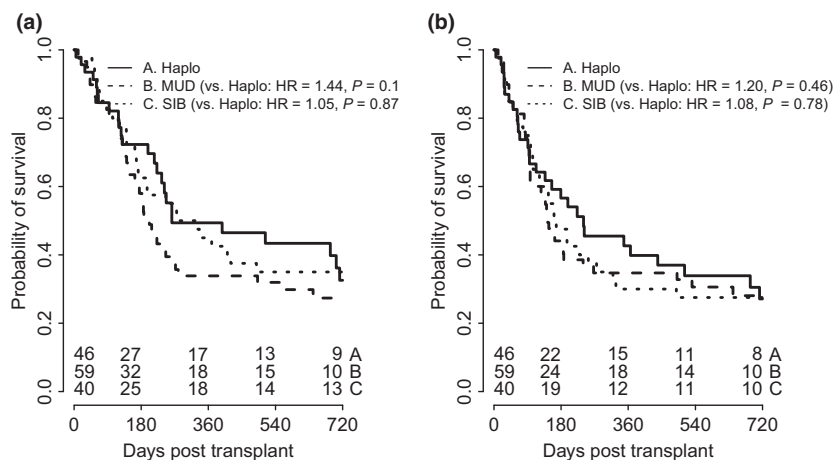 (a)
1.0
0.8
0.6
0.4
0.2
0.0
Probability of survival
A. Haplo
B. MUD (vs. Haplo: HR = 1.44, P = 0.1
C. SIB (vs. Haplo: HR = 1.05, P = 0.87
46 27 17 13 9 A
59 32 18 15 10 B
40 25 18 14 13 C
0 180 360 540 720
Days post transplant
(b)
1.0
0.8
0.6
0.4
0.2
0.0
Probability of survival
A. Haplo
B. MUD (vs. Haplo: HR = 1.20, P = 0.46)
C. SIB (vs. Haplo: HR = 1.08, P = 0.78)
46 22 15 11 8 A
59 24 18 14 10 B
40 19 12 11 10 C
0 180 360 540 720
Days post transplant